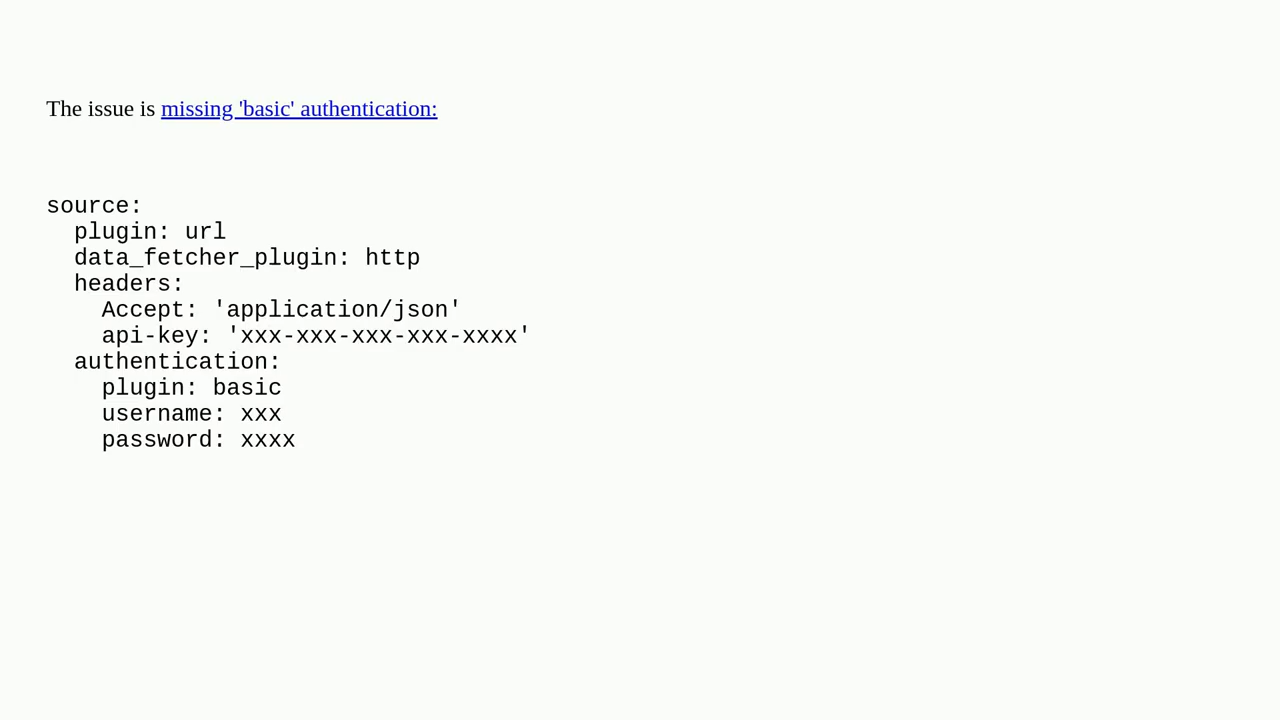 The issue is missing 'basic' authentication:
source:
  plugin: url
  data_fetcher_plugin: http
  headers:
    Accept: 'application/json'
    api-key: 'xxx-xxx-xxx-xxx-xxxx'
  authentication:
    plugin: basic
    username: xxx
    password: xxxx